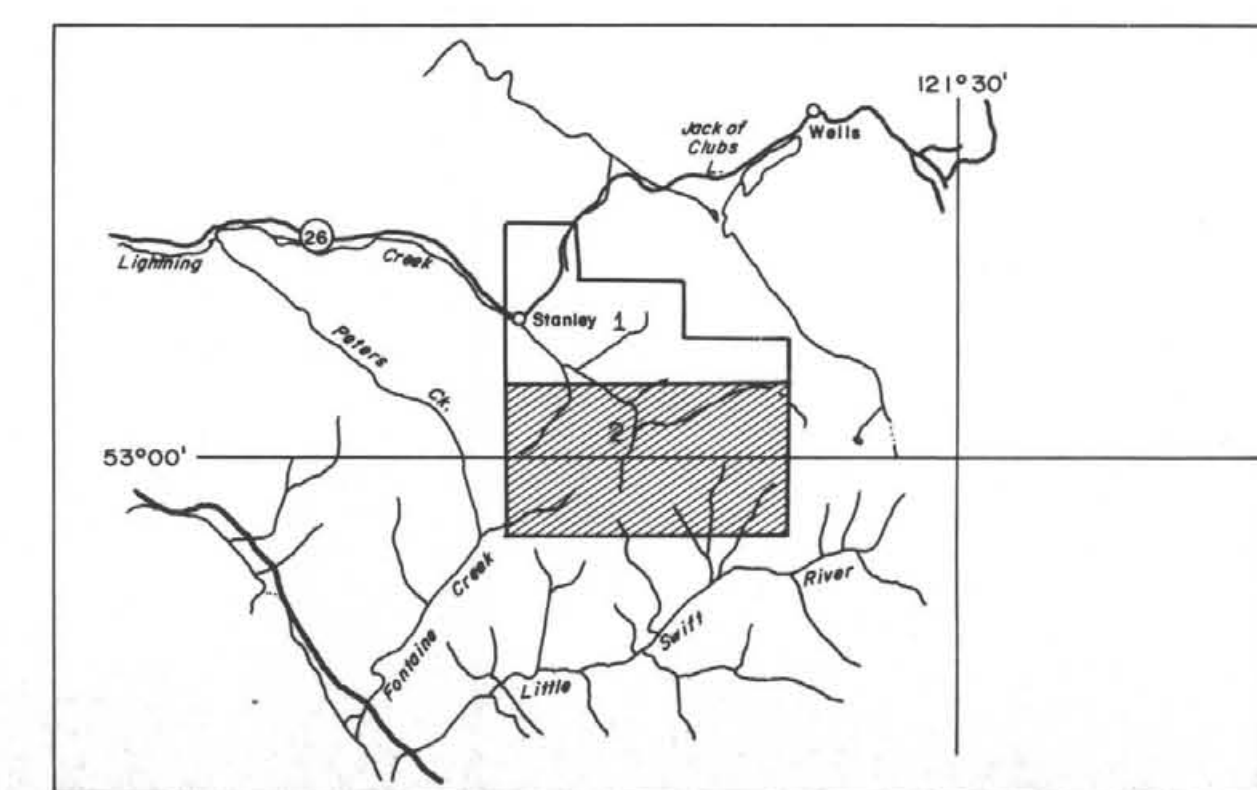 121°30'
Jack of
Clubs
L.
Wells
26
Lighning
Creek
Stanley
1
Peters
Ck.
2
53°00'
Creek
Fontaine
River
Swift
Little